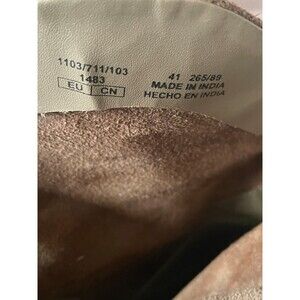 1103/711/103
1483
EU CN
41 265/89
MADE IN INDIA
HECHO EN INDIA